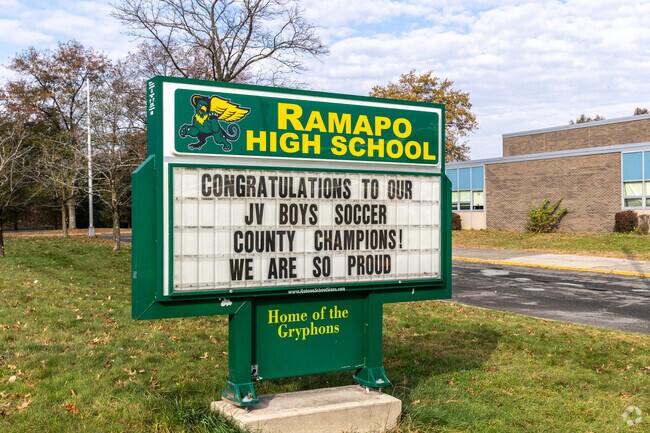 RAMAPO
HIGH SCHOOL
CONGRATULATIONS TO OUR
JV BOYS SOCCER
COUNTY CHAMPIONS!
WE ARE SO PROUD
Home of the
Gryphons